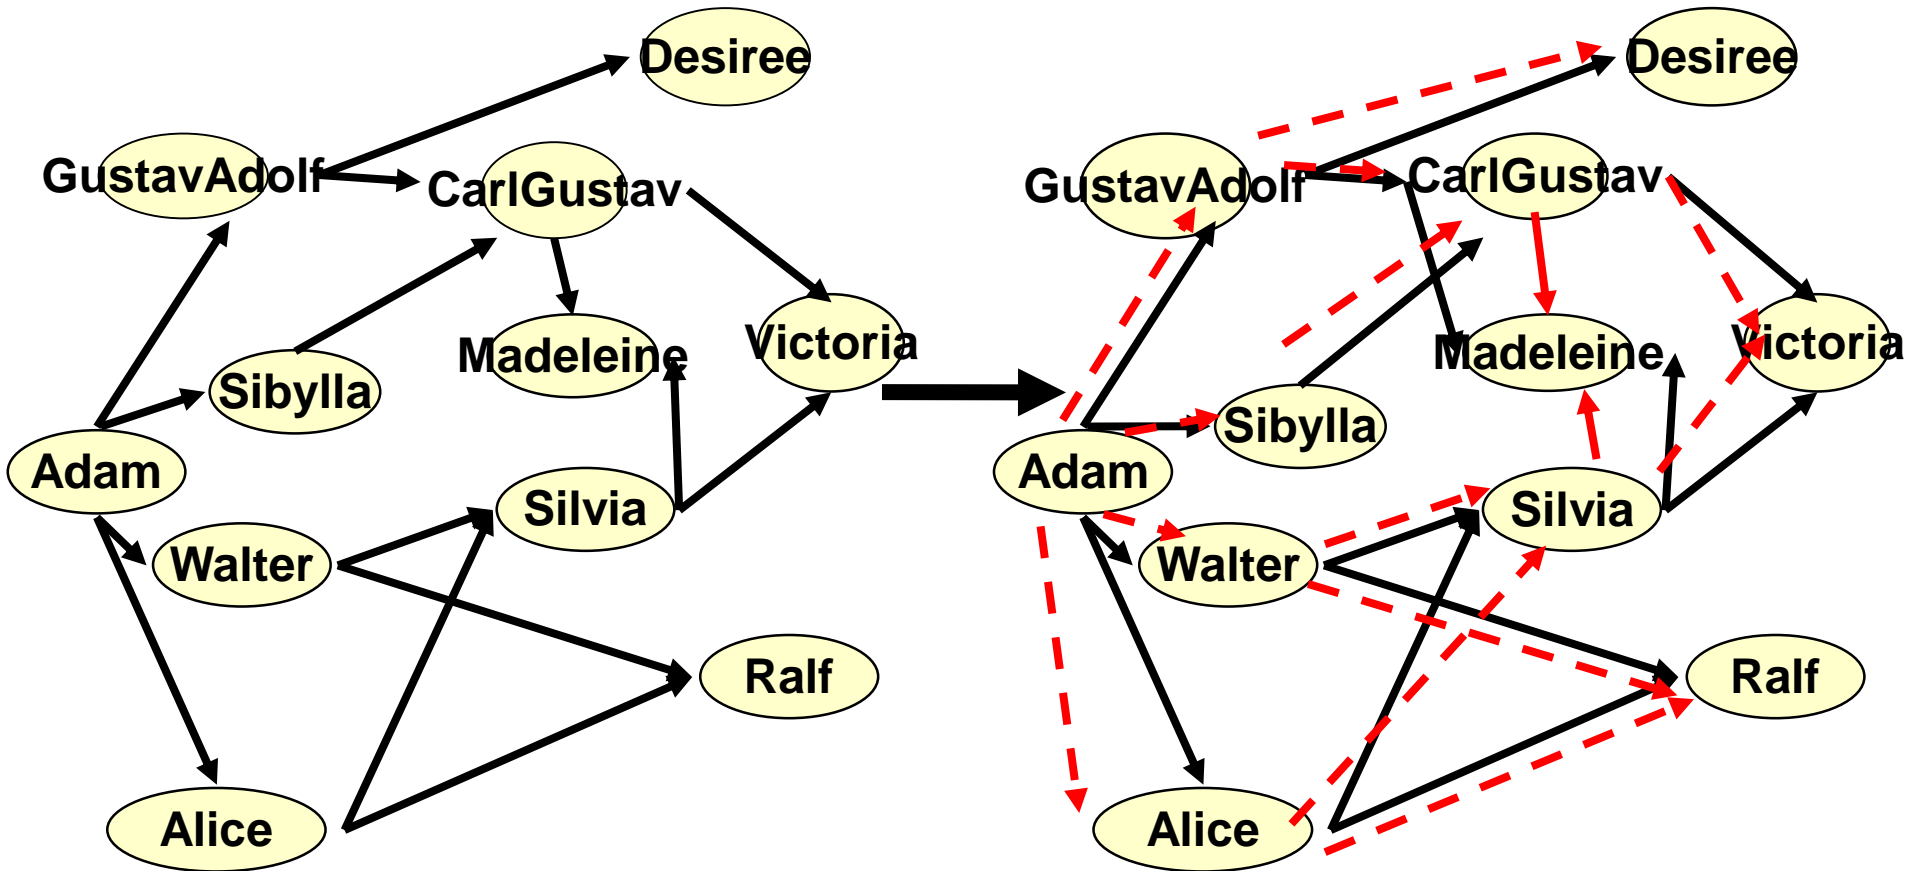 Desiree
GustavAdolf
CarlGustav
Victoria
Madeleine
Sibylla
Adam
Silvia
Walter
Ralf
Alice
Desiree
GustavAdolf
CarlGustav
Victoria
Madeleine
Sibylla
Adam
Silvia
Walter
Ralf
Alice